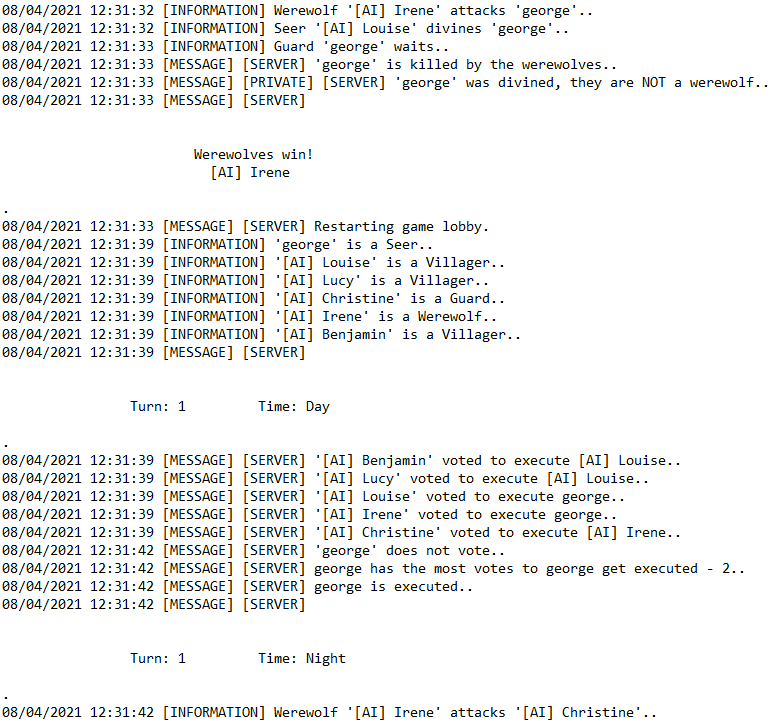 08/04/2021 12:31:32 [INFORMATION] Werewolf '[AI] Irene' attacks 'george'..
08/04/2021 12:31:33 [INFORMATION] Seer '[AI] Louise' divines 'george'..
08/04/2021 12:31:33 [INFORMATION] Guard 'george' waits..
08/04/2021 12:31:33 [MESSAGE] [SERVER] 'george' is killed by the werewolves..
08/04/2021 12:31:33 [MESSAGE] [PRIVATE] [SERVER] 'george' was divined, they are NOT a werewolf..
08/04/2021 12:31:33 [MESSAGE] [SERVER]
Werewolves win!
[AI] Irene
.
08/04/2021 12:31:33 [MESSAGE] [SERVER] Restarting game lobby.
08/04/2021 12:31:39 [INFORMATION] 'george' is a Seer..
08/04/2021 12:31:39 [INFORMATION] '[AI] Louise' is a Villager..
08/04/2021 12:31:39 [INFORMATION] '[AI] Lucy' is a Villager..
08/04/2021 12:31:39 [INFORMATION] '[AI] Christine' is a Guard..
08/04/2021 12:31:39 [INFORMATION] '[AI] Irene' is a Werewolf..
08/04/2021 12:31:39 [INFORMATION] '[AI] Benjamin' is a Villager..
08/04/2021 12:31:39 [MESSAGE] [SERVER]
Turn: 1 Time: Day
.
08/04/2021 12:31:39 [MESSAGE] [SERVER] '[AI] Benjamin' voted to execute [AI] Louise..
08/04/2021 12:31:39 [MESSAGE] [SERVER] '[AI] Lucy' voted to execute [AI] Louise..
08/04/2021 12:31:39 [MESSAGE] [SERVER] '[AI] Louise' voted to execute george..
08/04/2021 12:31:39 [MESSAGE] [SERVER] '[AI] Irene' voted to execute george..
08/04/2021 12:31:39 [MESSAGE] [SERVER] '[AI] Christine' voted to execute [AI] Irene..
08/04/2021 12:31:42 [MESSAGE] [SERVER] 'george' does not vote..
08/04/2021 12:31:42 [MESSAGE] [SERVER] george has the most votes to george get executed - 2..
08/04/2021 12:31:42 [MESSAGE] [SERVER] george is executed..
08/04/2021 12:31:42 [MESSAGE] [SERVER]
Turn: 1 Time: Night
.
08/04/2021 12:31:42 [INFORMATION] Werewolf '[AI] Irene' attacks '[AI] Christine'..